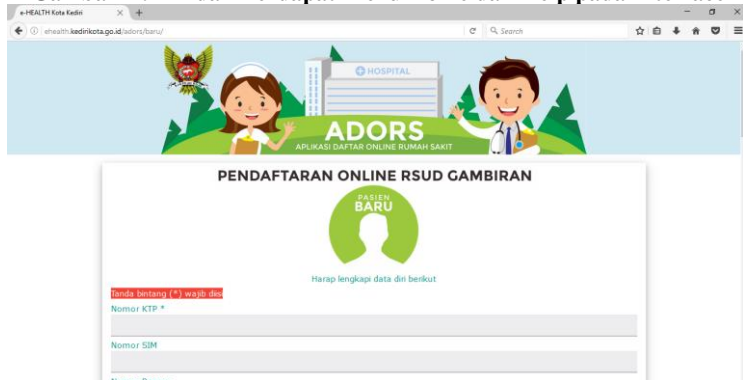 e-HEALTH Kota Kediri
ehealth.kedirikota.go.id/adors/baru/
Search
HOSPITAL
ADORS
APLIKASI DAFTAR ONLINE RUMAH SAKIT
PENDAFTARAN ONLINE RSUD GAMBIRAN
PASIEN
BARU
Harap lengkapi data diri berikut
Tanda bintang (*) wajib diisi
Nomor KTP *
Nomor SIM